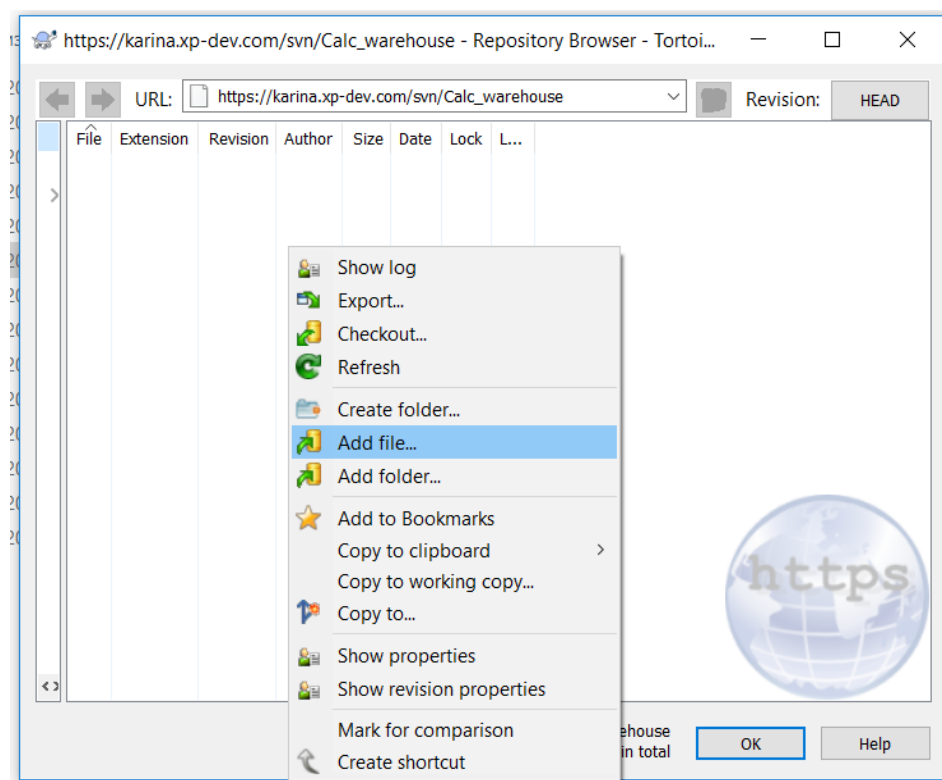 https://karina.xp-dev.com/svn/Calc_warehouse - Repository Browser - Tortoi...
URL: https://karina.xp-dev.com/svn/Calc_warehouse Revision: HEAD
File Extension Revision Author Size Date Lock L...
Show log
Export...
Checkout...
Refresh
Create folder...
Add file...
Add folder...
Add to Bookmarks
Copy to clipboard
Copy to working copy...
Copy to...
Show properties
Show revision properties
Mark for comparison
Create shortcut
https
ehouse
in total
OK Help